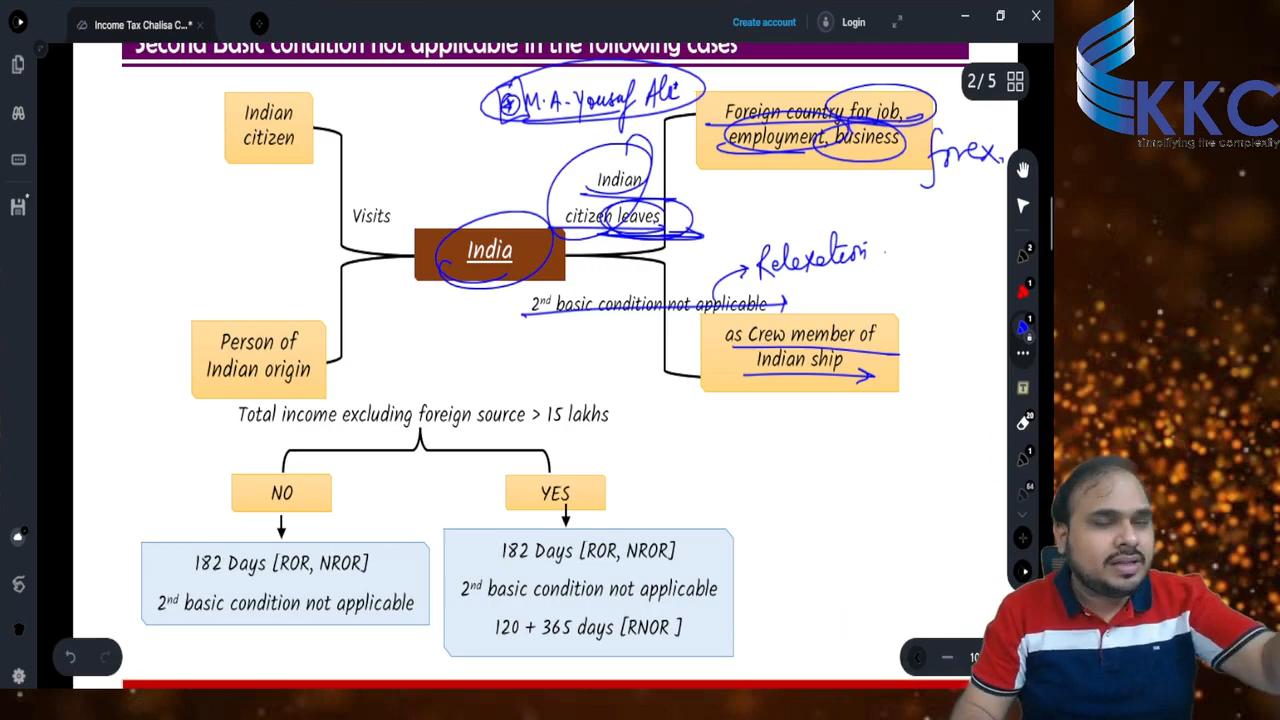 Income Tax Chalisa C...*
Create account
Login
Second Basic condition not applicable in the following cases
2/5
KKC
simplifying the complexity
M.A. Yousaf Ali
Indian
citizen
Foreign country for job,
employment, business
forex.
Visits
Indian
citizen leaves
India
Relexation
2nd basic condition not applicable
Person of
Indian origin
as Crew member of
Indian ship
Total income excluding foreign source > 15 lakhs
NO
YES
182 Days [ROR, NROR]
2nd basic condition not applicable
182 Days [ROR, NROR]
2nd basic condition not applicable
120 + 365 days [RNOR ]